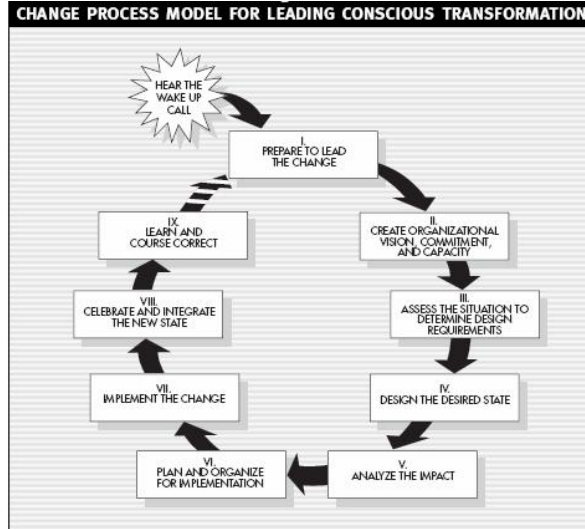 CHANGE PROCESS MODEL FOR LEADING CONSCIOUS TRANSFORMATION
HEAR THE
WAKE UP
CALL
I.
PREPARE TO LEAD
THE CHANGE
II.
CREATE ORGANIZATIONAL
VISION, COMMITMENT,
AND CAPACITY
III.
ASSESS THE SITUATION TO
DETERMINE DESIGN
REQUIREMENTS
IV.
DESIGN THE DESIRED STATE
V.
ANALYZE THE IMPACT
VI.
PLAN AND ORGANIZE
FOR IMPLEMENTATION
VII.
IMPLEMENT THE CHANGE
VIII.
CELEBRATE AND INTEGRATE
THE NEW STATE
IX.
LEARN AND
COURSE CORRECT